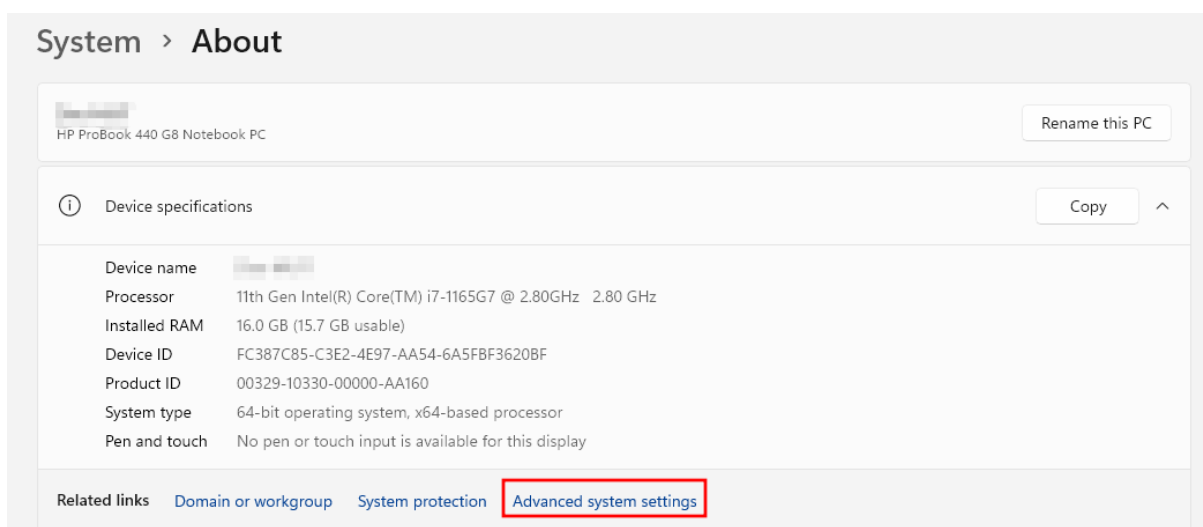 System > About
HP ProBook 440 G8 Notebook PC
Rename this PC
Device specifications
Copy
Device name
Processor 11th Gen Intel(R) Core(TM) i7-1165G7 @ 2.80GHz 2.80 GHz
Installed RAM 16.0 GB (15.7 GB usable)
Device ID FC387C85-C3E2-4E97-AA54-6A5FBF3620BF
Product ID 00329-10330-00000-AA160
System type 64-bit operating system, x64-based processor
Pen and touch No pen or touch input is available for this display
Related links Domain or workgroup System protection Advanced system settings